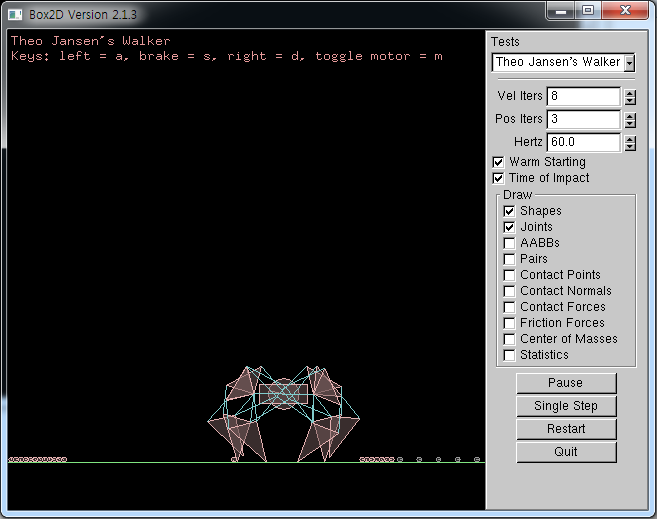 Box2D Version 2.1.3
Theo Jansen's Walker
Keys: left = a, brake = s, right = d, toggle motor = m
Tests
Theo Jansen's Walker
Vel Iters 8
Pos Iters 3
Hertz 60.0
Warm Starting
Time of Impact
Draw
Shapes
Joints
AABBs
Pairs
Contact Points
Contact Normals
Contact Forces
Friction Forces
Center of Masses
Statistics
Pause
Single Step
Restart
Quit